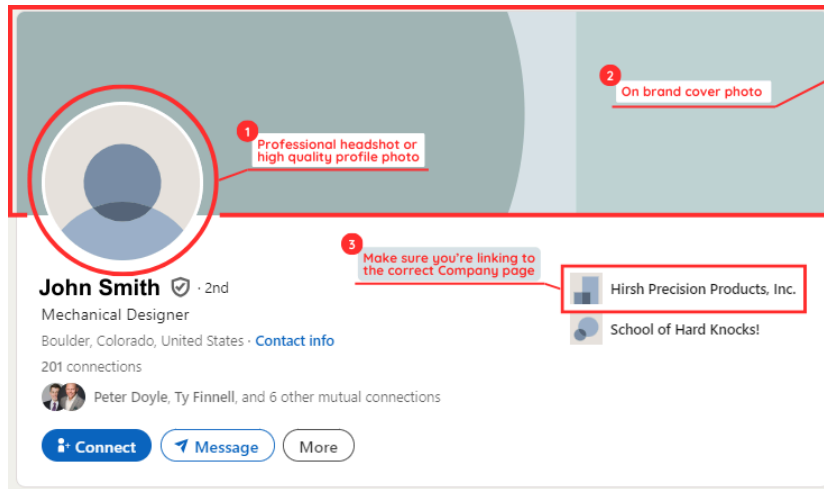 2
On brand cover photo
1
Professional headshot or
high quality profile photo
3
Make sure you're linking to
the correct Company page
John Smith · 2nd
Mechanical Designer
Boulder, Colorado, United States · Contact info
201 connections
Peter Doyle, Ty Finnell, and 6 other mutual connections
Connect
Message
More
Hirsh Precision Products, Inc.
School of Hard Knocks!